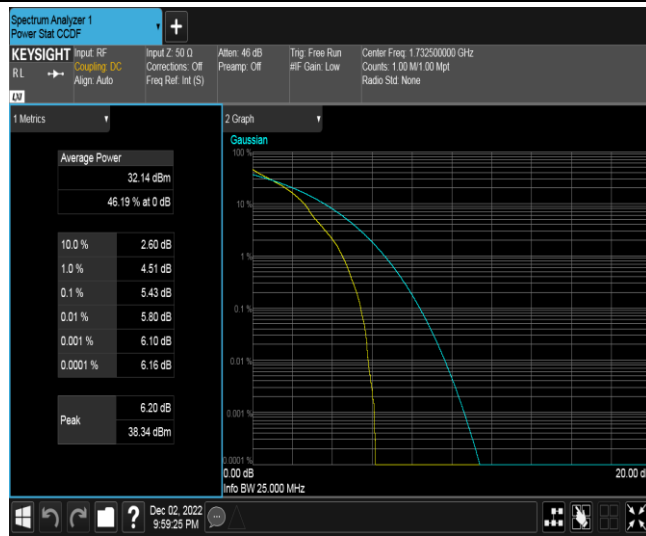 Spectrum Analyzer 1
Power Stat CCDF
+
KEYSIGHT
RL
LXI
Input: RF
Coupling: DC
Align: Auto
Input Z: 50 Ω
Corrections: Off
Freq Ref: Int (S)
Atten: 46 dB
Preamp: Off
Trig: Free Run
#IF Gain: Low
Center Freq: 1.732500000 GHz
Counts: 1.00 M/1.00 Mpt
Radio Std: None
1 Metrics
Average Power
32.14 dBm
46.19 % at 0 dB
10.0 % 2.60 dB
1.0 % 4.51 dB
0.1 % 5.43 dB
0.01 % 5.80 dB
0.001 % 6.10 dB
0.0001 % 6.16 dB
Peak
6.20 dB
38.34 dBm
2 Graph
Gaussian
100 %
10 %
1 %
0.1 %
0.01 %
0.001 %
0.0001 %
0.00 dB
20.00 d
Info BW 25.000 MHz
?
Dec 02, 2022
9:59:25 PM